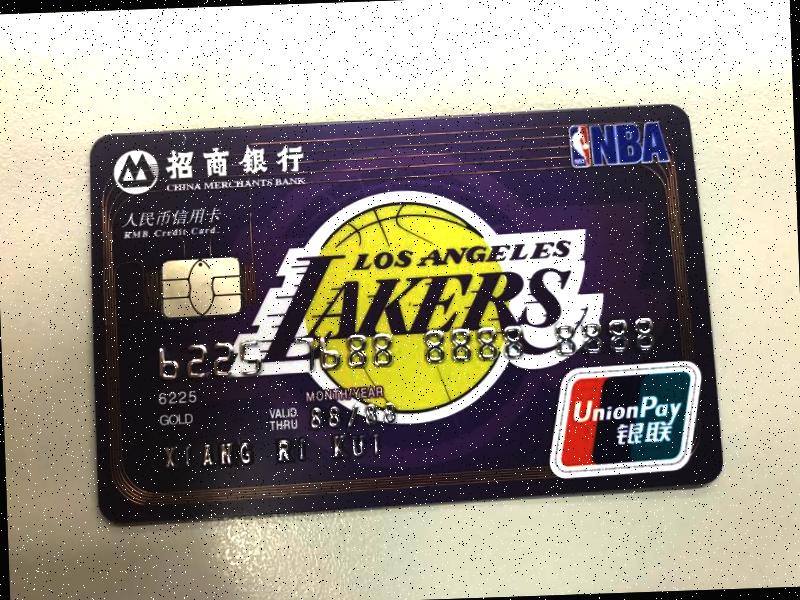 招商银行
CHINA MERCHANTS BANK
NBA
人民币信用卡
RMB Credit Card
LOS ANGELES
LAKERS
6225 7688 8888 8888
6225
MONTH/YEAR
GOLD
VALID THRU 88/88
XIANG RI KUI
UnionPay
银联